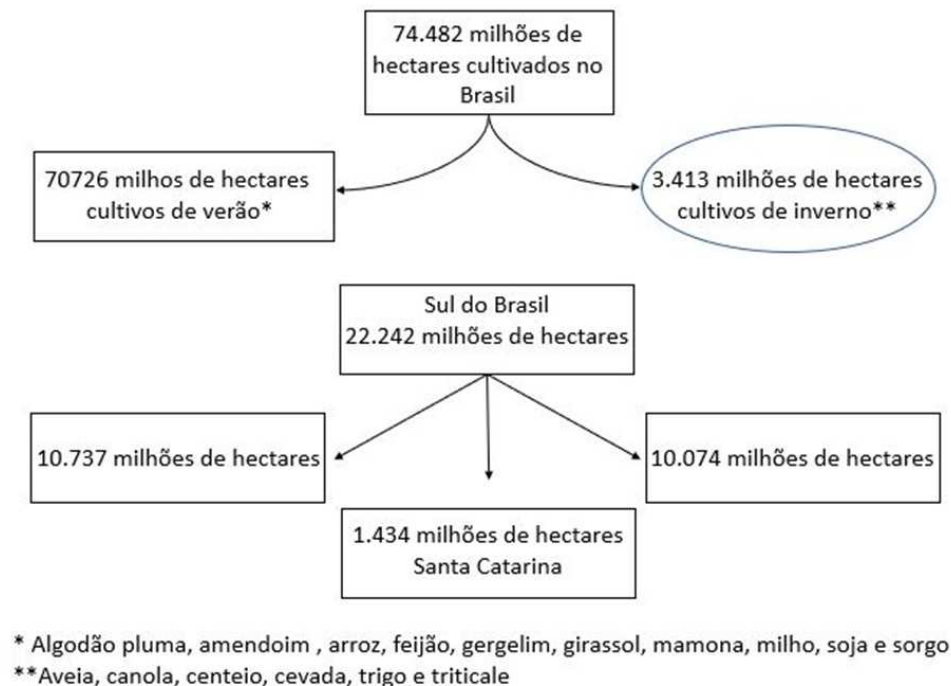 74.482 milhões de
hectares cultivados no
Brasil
70726 milhos de hectares
cultivos de verão*
3.413 milhões de hectares
cultivos de inverno**
Sul do Brasil
22.242 milhões de hectares
10.737 milhões de hectares
10.074 milhões de hectares
1.434 milhões de hectares
Santa Catarina
* Algodão pluma, amendoim , arroz, feijão, gergelim, girassol, mamona, milho, soja e sorgo
**Aveia, canola, centeio, cevada, trigo e triticale